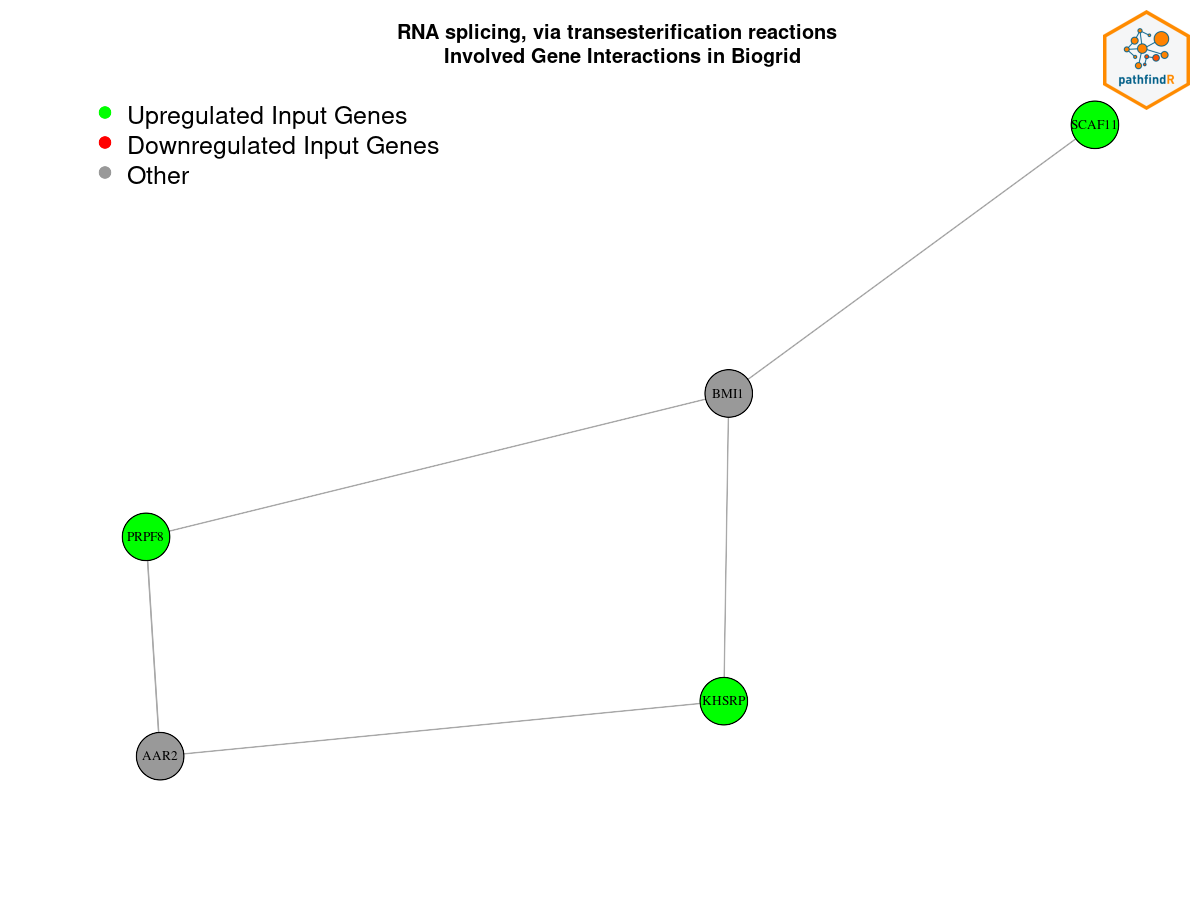 RNA splicing, via transesterification reactions
Involved Gene Interactions in Biogrid
pathfindR
Upregulated Input Genes
Downregulated Input Genes
Other
SCAF11
BMI1
PRPF8
KHSRP
AAR2